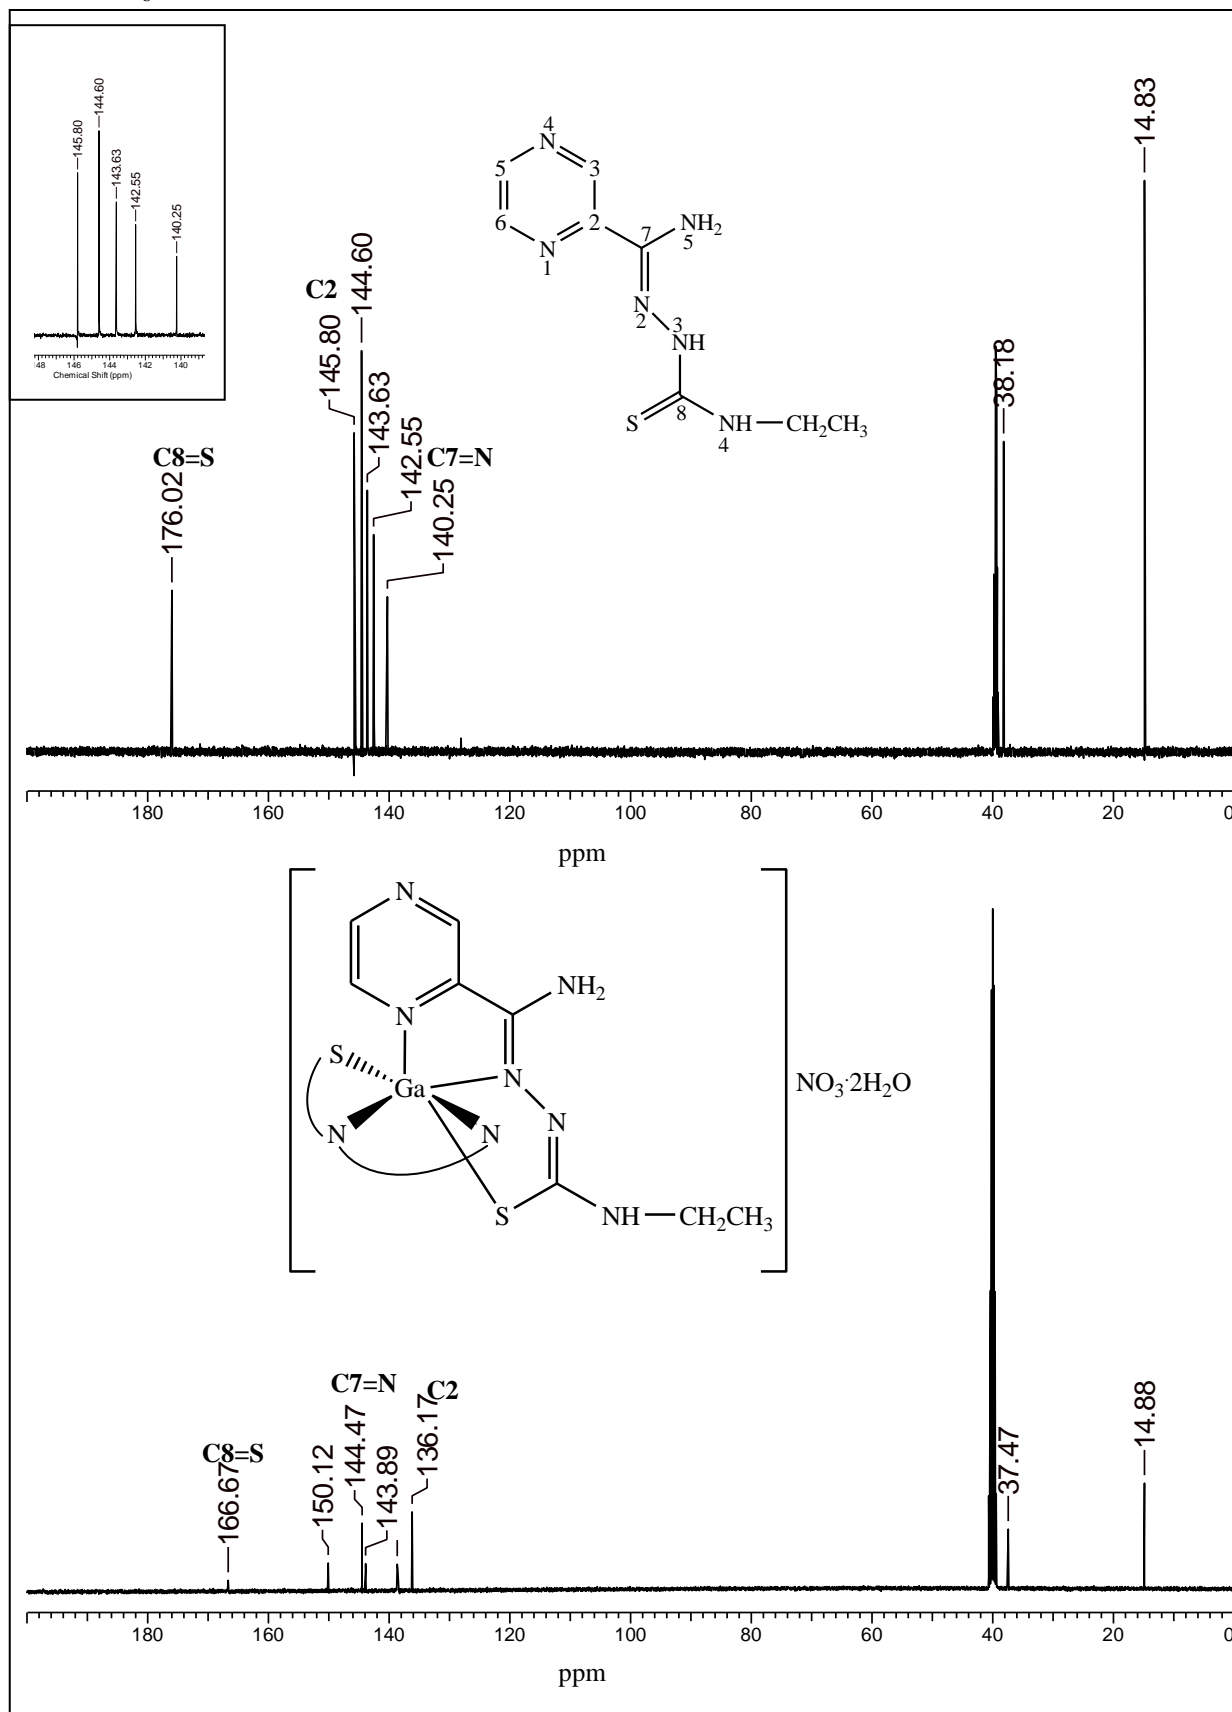 145.80
144.60
143.63
142.55
140.25
48 146 144 142 140
Chemical Shift (ppm)
C8=S
176.02
C2
145.80
144.60
143.63
142.55
C7=N
140.25
38.18
14.83
4
N
5
3
6
2
N
1
7
NH2
5
N
2
3
NH
S
8
NH
4
CH2CH3
180 160 140 120 100 80 60 40 20 0
ppm
N
NH2
N
S
Ga
N
N
N
N
S
NH
CH2CH3
NO3·2H2O
C8=S
166.67
150.12
C7=N
144.47
143.89
C2
136.17
37.47
14.88
180 160 140 120 100 80 60 40 20 0
ppm